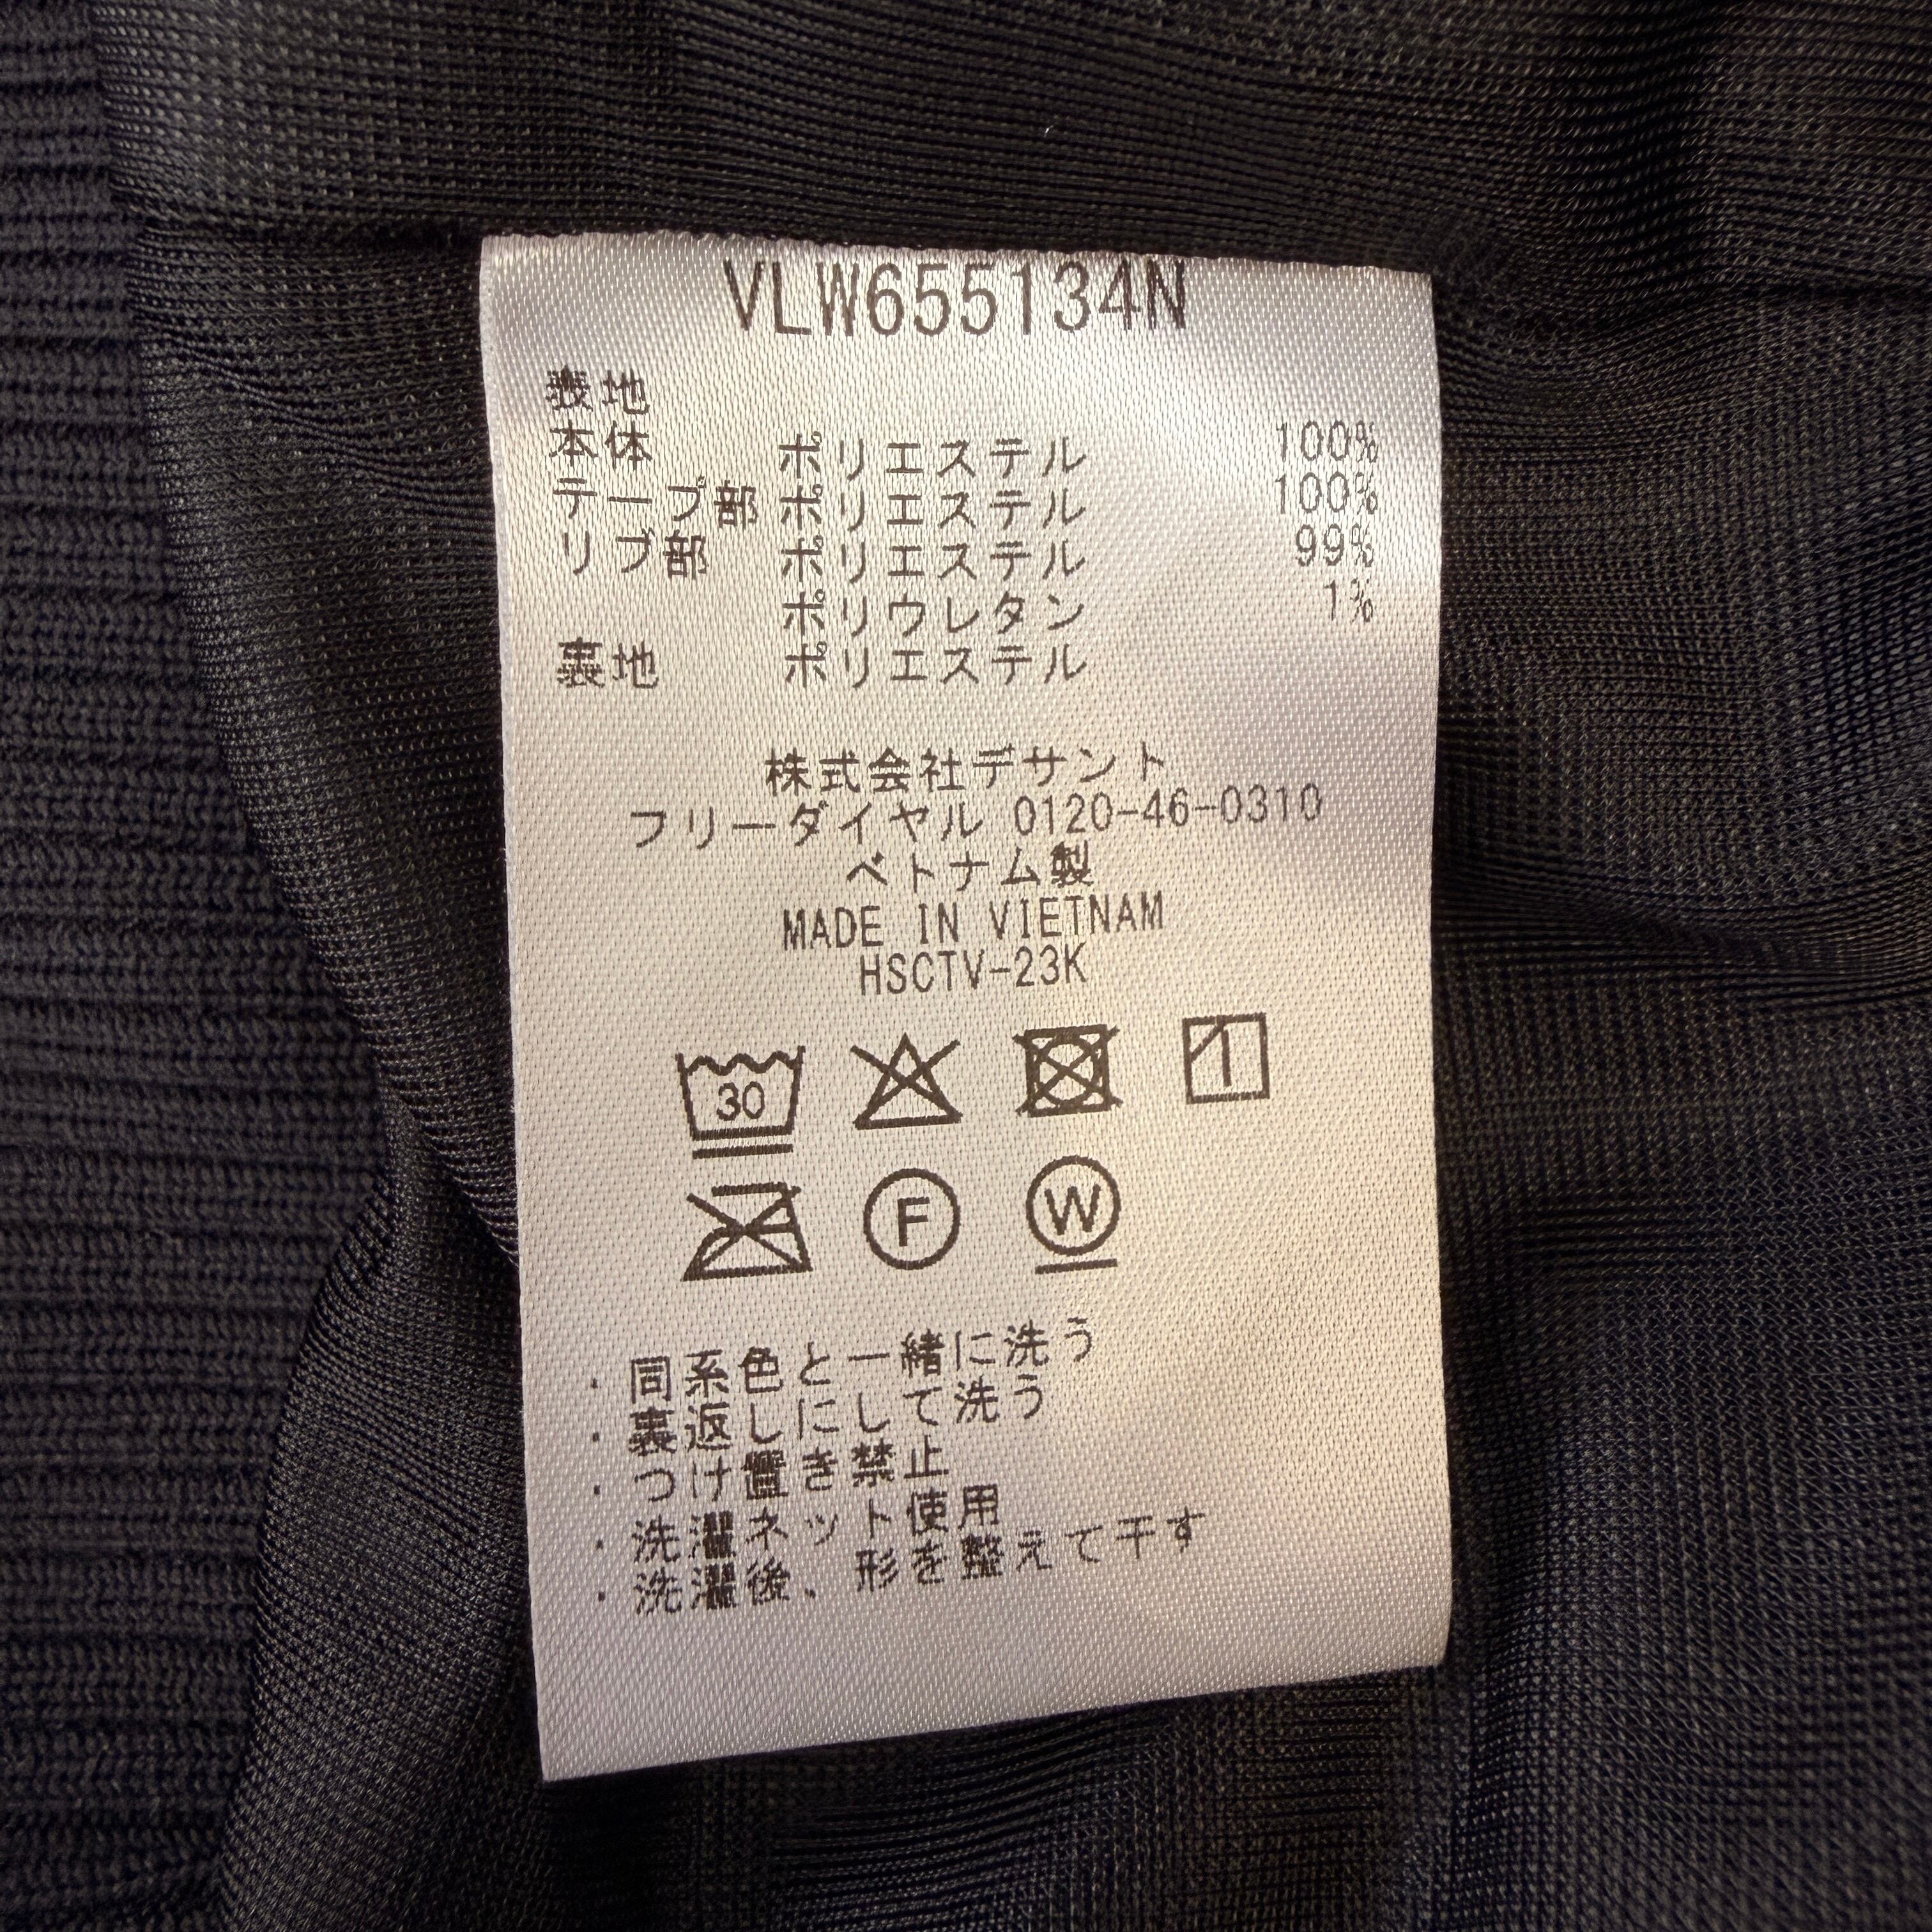 VLW655134N
表地
本体 ポリエステル 100%
テープ部 ポリエステル 100%
リブ部 ポリエステル 99%
ポリウレタン 1%
裏地 ポリエステル
株式会社デサント
フリーダイヤル 0120-46-0310
ベトナム製
MADE IN VIETNAM
HSCTV-23K
30
F W
・同系色と一緒に洗う
・裏返しにして洗う
・つけ置き禁止
・洗濯ネット使用
・洗濯後、形を整えて干す